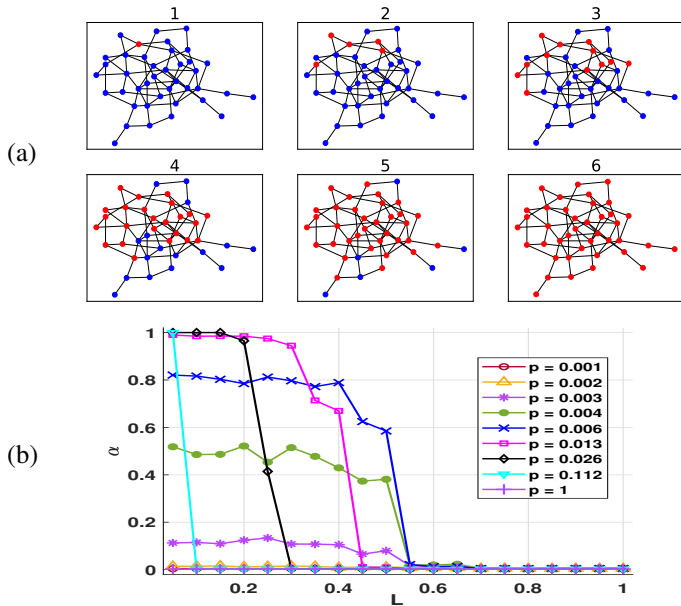 1 2 3
(a)
4 5 6
(b)
α
1
0.8
0.6
0.4
0.2
0
0.2 0.4 0.6 0.8 1
L
p = 0.001
p = 0.002
p = 0.003
p = 0.004
p = 0.006
p = 0.013
p = 0.026
p = 0.112
p = 1